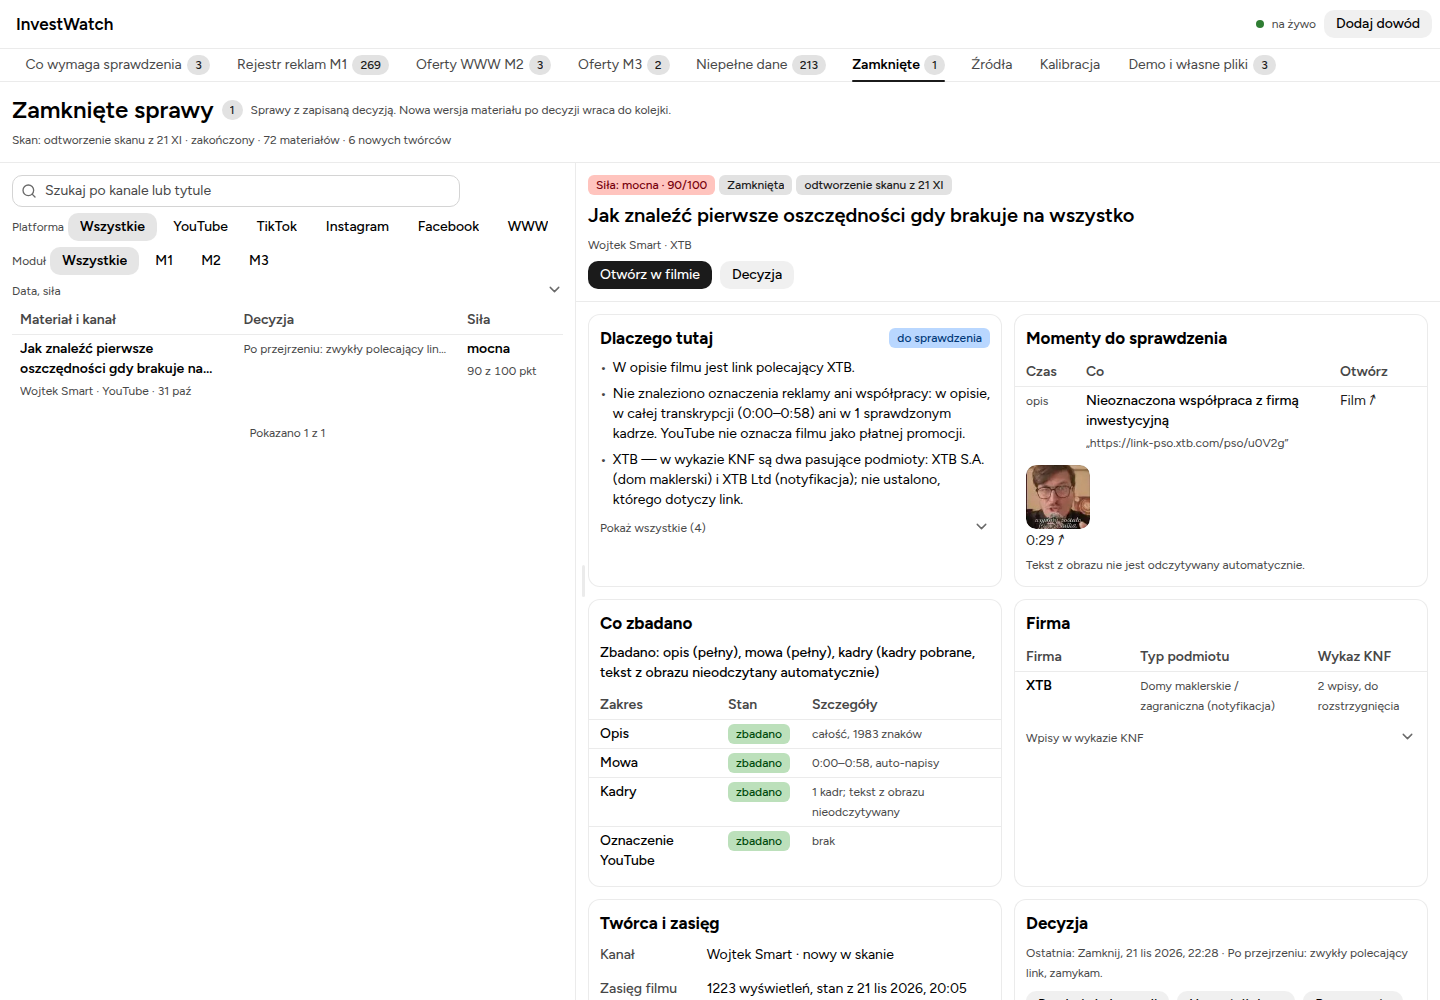 InvestWatch
na żywo
Dodaj dowód
Co wymaga sprawdzenia 3
Rejestr reklam M1 269
Oferty WWW M2 3
Oferty M3 2
Niepełne dane 213
Zamknięte 1
Źródła
Kalibracja
Demo i własne pliki 3
Zamknięte sprawy 1 Sprawy z zapisaną decyzją. Nowa wersja materiału po decyzji wraca do kolejki.
Skan: odtworzenie skanu z 21 XI · zakończony · 72 materiałów · 6 nowych twórców
Szukaj po kanale lub tytule
Platforma Wszystkie YouTube TikTok Instagram Facebook WWW
Moduł Wszystkie M1 M2 M3
Data, siła
Materiał i kanał Decyzja Siła
Jak znaleźć pierwsze
oszczędności gdy brakuje na...
Wojtek Smart · YouTube · 31 paź
Po przejrzeniu: zwykły polecający lin...
mocna
90 z 100 pkt
Pokazano 1 z 1
Siła: mocna · 90/100
Zamknięta
odtworzenie skanu z 21 XI
Jak znaleźć pierwsze oszczędności gdy brakuje na wszystko
Wojtek Smart · XTB
Otwórz w filmie
Decyzja
Dlaczego tutaj
do sprawdzenia
• W opisie filmu jest link polecający XTB.
• Nie znaleziono oznaczenia reklamy ani współpracy: w opisie,
w całej transkrypcji (0:00–0:58) ani w 1 sprawdzonym
kadrze. YouTube nie oznacza filmu jako płatnej promocji.
• XTB — w wykazie KNF są dwa pasujące podmioty: XTB S.A.
(dom maklerski) i XTB Ltd (notyfikacja); nie ustalono,
którego dotyczy link.
Pokaż wszystkie (4)
Momenty do sprawdzenia
Czas Co Otwórz
opis
Nieoznaczona współpraca z firmą
inwestycyjną
„https://link-pso.xtb.com/pso/u0V2g”
Film ↗
0:29 ↗
Tekst z obrazu nie jest odczytywany automatycznie.
Co zbadano
Zbadano: opis (pełny), mowa (pełny), kadry (kadry pobrane,
tekst z obrazu nieodczytany automatycznie)
Zakres Stan Szczegóły
Opis zbadano całość, 1983 znaków
Mowa zbadano 0:00–0:58, auto-napisy
Kadry zbadano 1 kadr; tekst z obrazu
nieodczytywany
Oznaczenie
YouTube
zbadano brak
Firma
Firma Typ podmiotu Wykaz KNF
XTB
Domy maklerskie /
zagraniczna (notyfikacja)
2 wpisy, do
rozstrzygnięcia
Wpisy w wykazie KNF
Twórca i zasięg
Kanał Wojtek Smart · nowy w skanie
Zasięg filmu 1223 wyświetleń, stan z 21 lis 2026, 20:05
Decyzja
Ostatnia: Zamknij, 21 lis 2026, 22:28 · Po przejrzeniu: zwykły polecający
link, zamykam.